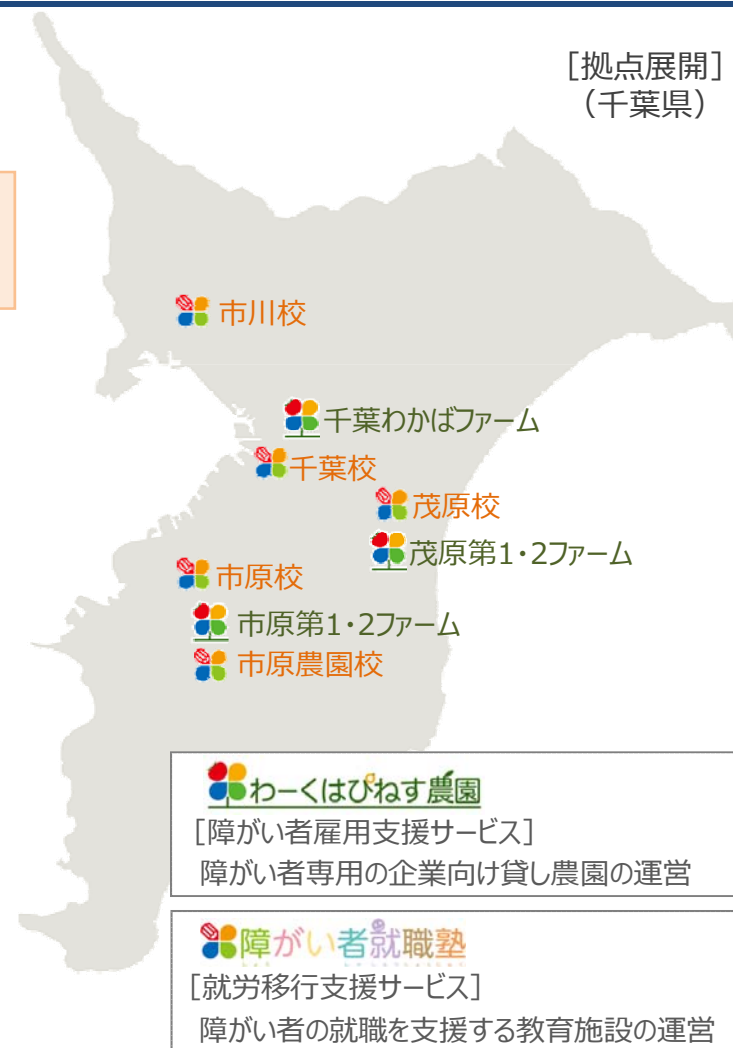 ［拠点展開］
（千葉県）
市川校
千葉わかばファーム
千葉校
茂原校
茂原第1・2ファーム
市原校
市原第1・2ファーム
市原農園校
わーくはぴねす農園
［障がい者雇用支援サービス］
障がい者専用の企業向け貸し農園の運営
障がい者就職塾
［就労移行支援サービス］
障がい者の就職を支援する教育施設の運営